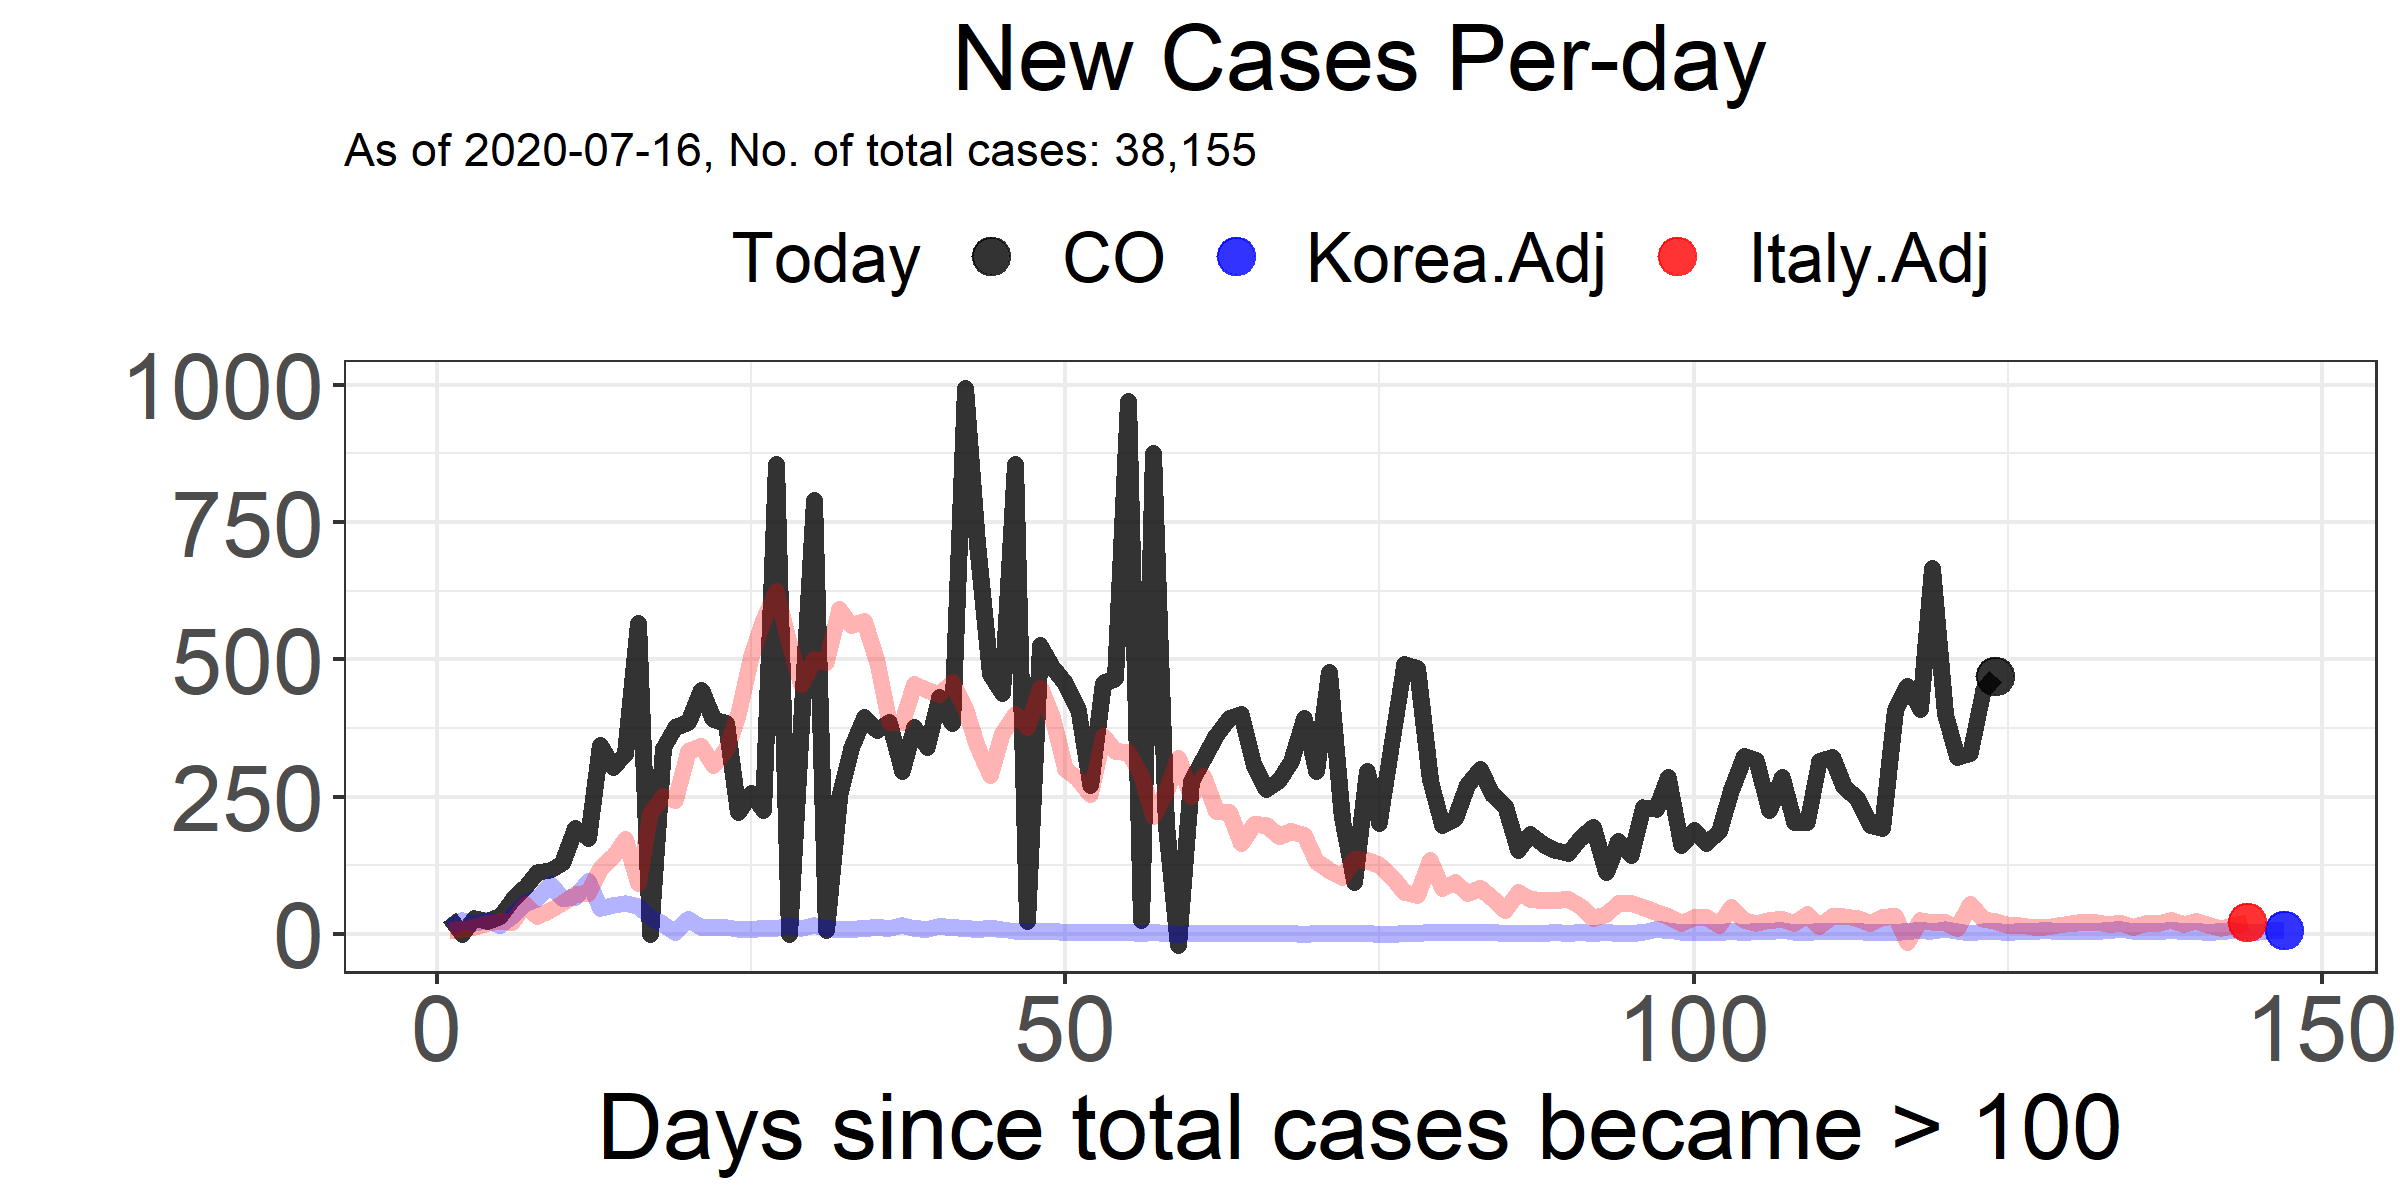 New Cases Per-day
As of 2020-07-16, No. of total cases: 38,155
Today CO Korea.Adj Italy.Adj
1000
750
500
250
0
0 50 100 150
Days since total cases became > 100